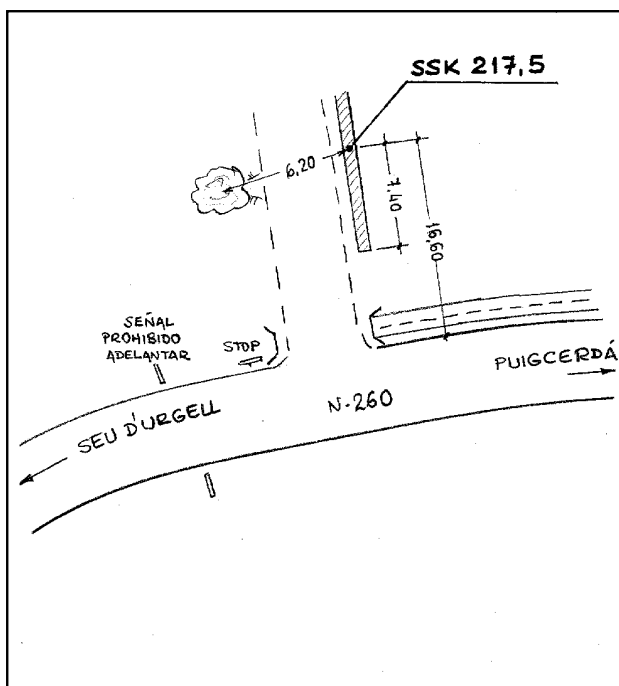 SSK 217,5
6,20
7,40
16,60
SEÑAL
PROHIBIDO
ADELANTAR
STOP
PUIGCERDÁ
N-260
SEU D'URGELL